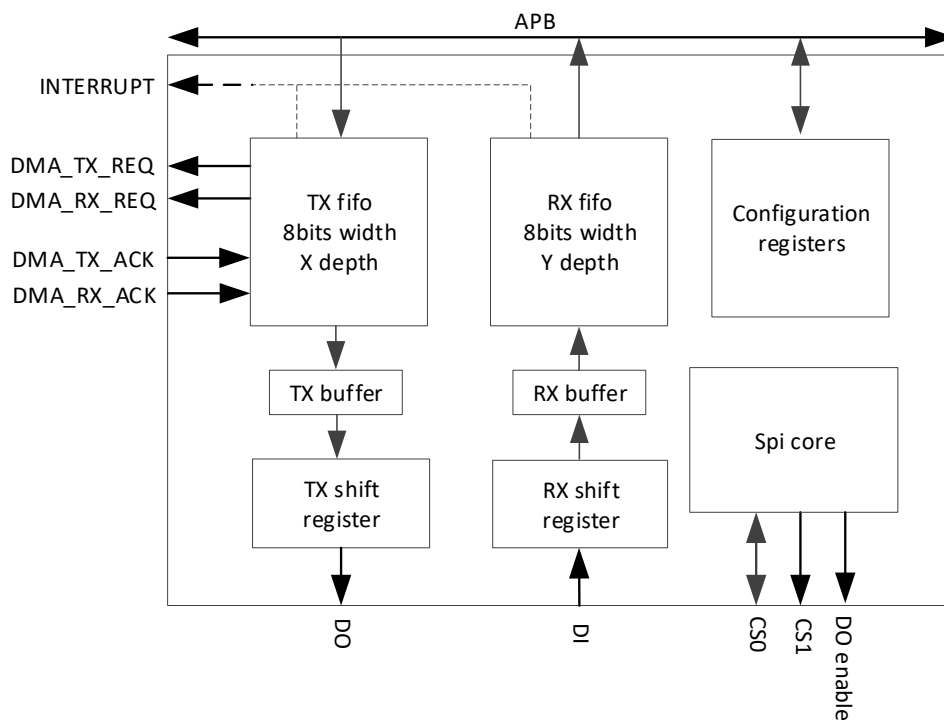 APB
INTERRUPT
DMA_TX_REQ
DMA_RX_REQ
DMA_TX_ACK
DMA_RX_ACK
TX fifo
8bits width
X depth
RX fifo
8bits width
Y depth
Configuration
registers
TX buffer
RX buffer
Spi core
TX shift
register
RX shift
register
DO
DI
CS0
CS1
DO enable